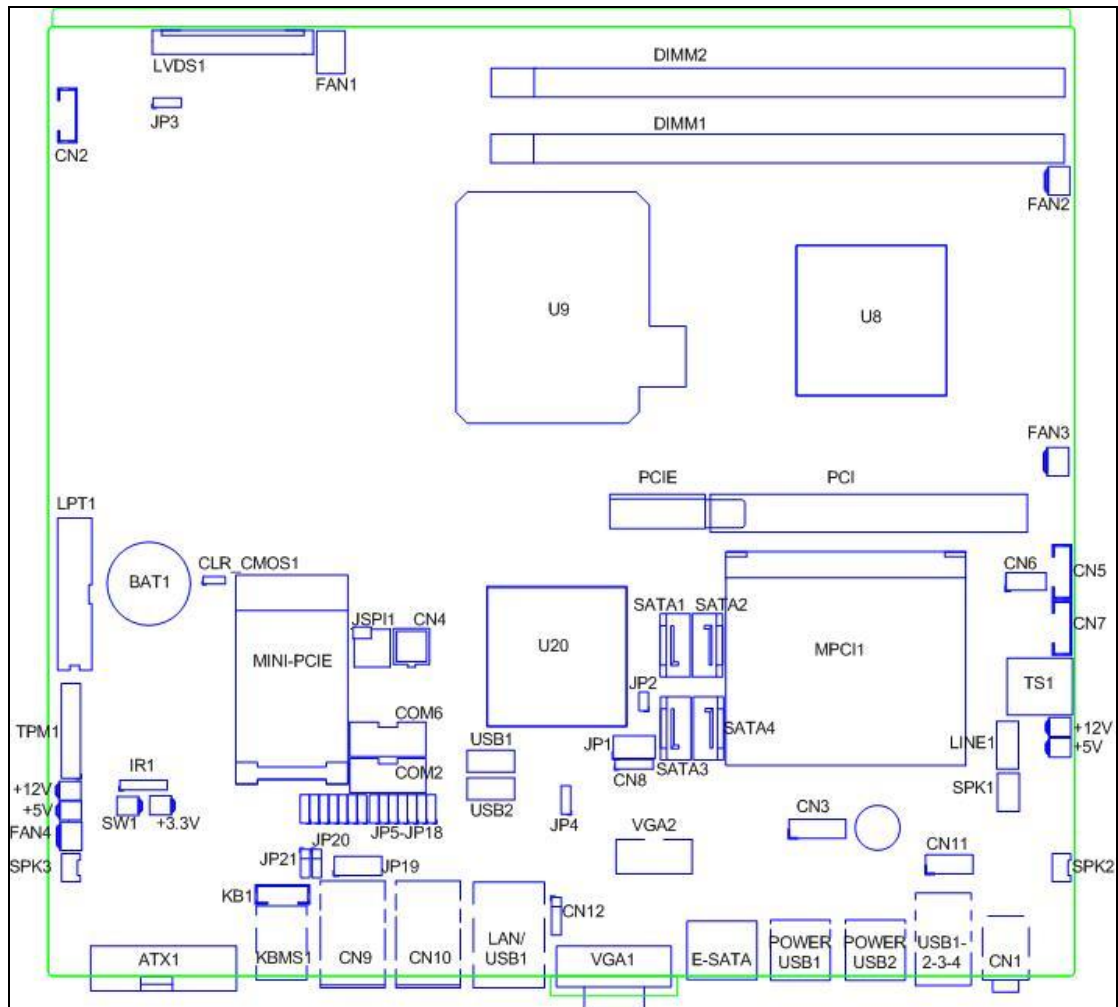 LVDS1
FAN1
DIMM2
JP3
DIMM1
CN2
FAN2
U9
U8
FAN3
PCIE
PCI
LPT1
BAT1
CLR_CMOS1
CN6
CN5
JSPI1
CN4
SATA1
SATA2
CN7
MINI-PCIE
U20
MPCI1
TS1
JP2
TPM1
COM6
SATA4
+12V
USB1
JP1
LINE1
+5V
IR1
COM2
CN8
SATA3
+12V
SPK1
+5V
USB2
SW1
+3.3V
JP5-JP18
JP4
VGA2
CN3
FAN4
JP20
JP21
JP19
CN11
SPK3
SPK2
KB1
CN12
ATX1
KBMS1
CN9
CN10
LAN/
USB1
VGA1
E-SATA
POWER
USB1
POWER
USB2
USB1-
2-3-4
CN1